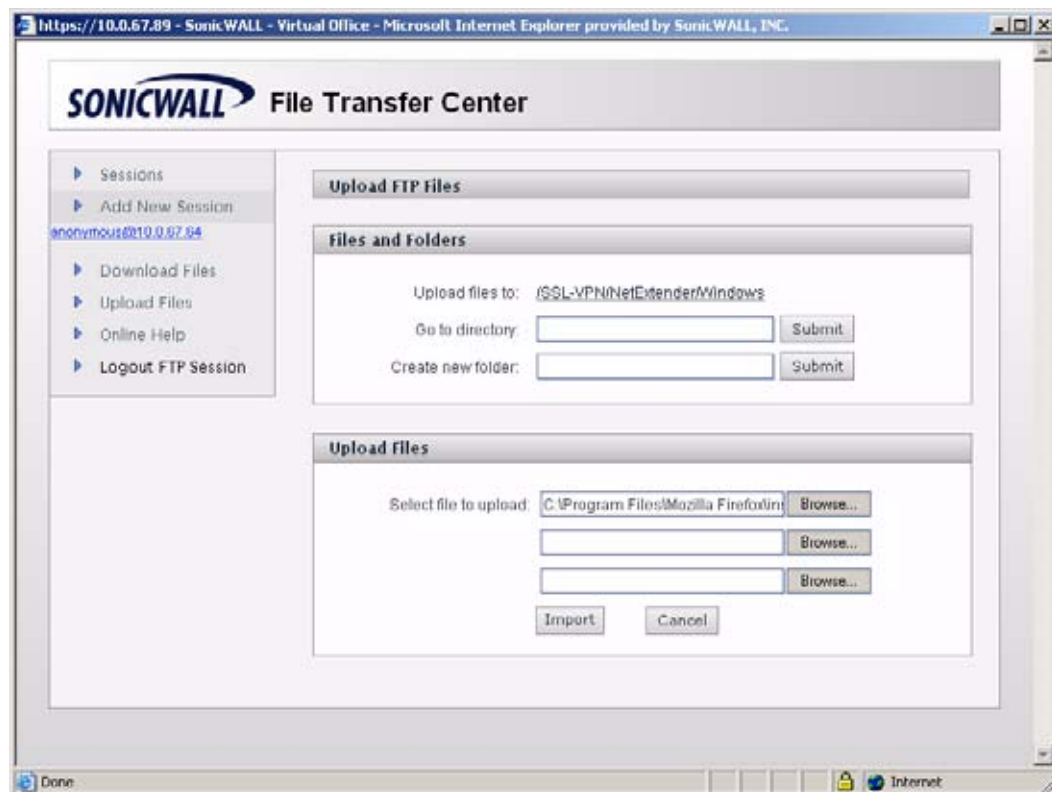 https://10.0.67.89 - SonicWALL - Virtual Office - Microsoft Internet Explorer provided by SonicWALL, INC.
SONICWALL File Transfer Center
Sessions
Add New Session
anonymous@10.0.67.64
Download Files
Upload Files
Online Help
Logout FTP Session
Upload FTP Files
Files and Folders
Upload files to: /SSL-VPN/NetExtender/Windows
Go to directory: Submit
Create new folder: Submit
Upload Files
Select file to upload: C:\Program Files\Mozilla Firefox\ins Browse...
Browse...
Browse...
Import Cancel
Done Internet